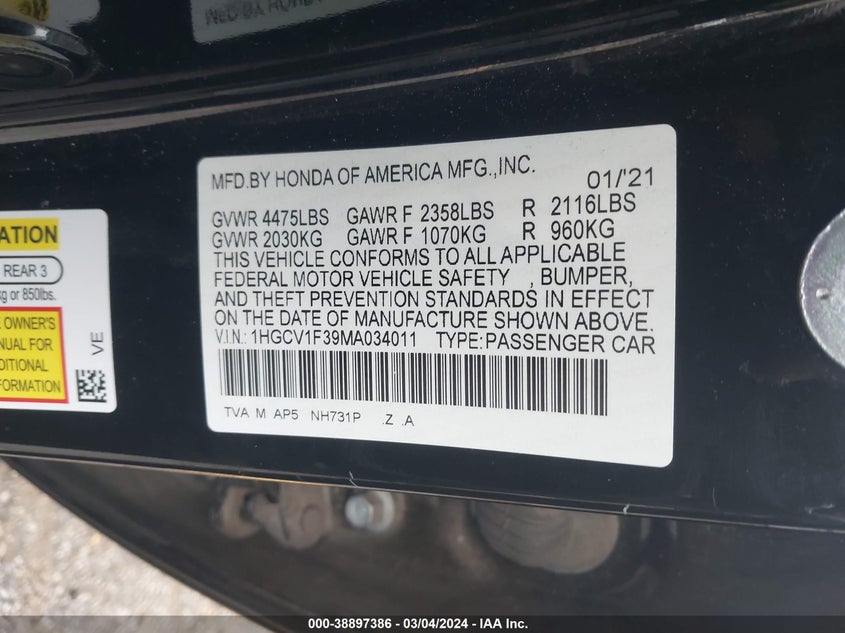 MFD.BY HONDA OF AMERICA MFG.,INC. 01/'21
GVWR 4475LBS GAWR F 2358LBS R 2116LBS
GVWR 2030KG GAWR F 1070KG R 960KG
THIS VEHICLE CONFORMS TO ALL APPLICABLE
FEDERAL MOTOR VEHICLE SAFETY , BUMPER,
AND THEFT PREVENTION STANDARDS IN EFFECT
ON THE DATE OF MANUFACTURE SHOWN ABOVE.
V.I.N.: 1HGCV1F39MA034011 TYPE:PASSENGER CAR
TVA M AP5 NH731P .Z .A
ATION
REAR 3
kg or 850lbs.
OWNER'S
FORMATION
VE
000-38897386 - 03/04/2024 - IAA Inc.